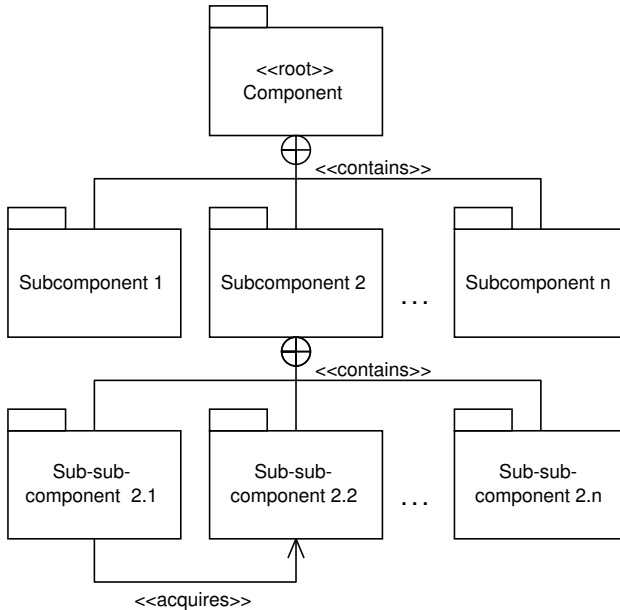 <<root>>
Component
<<contains>>
Subcomponent 1
Subcomponent 2
...
Subcomponent n
<<contains>>
Sub-sub-
component 2.1
Sub-sub-
component 2.2
...
Sub-sub-
component 2.n
<<acquires>>